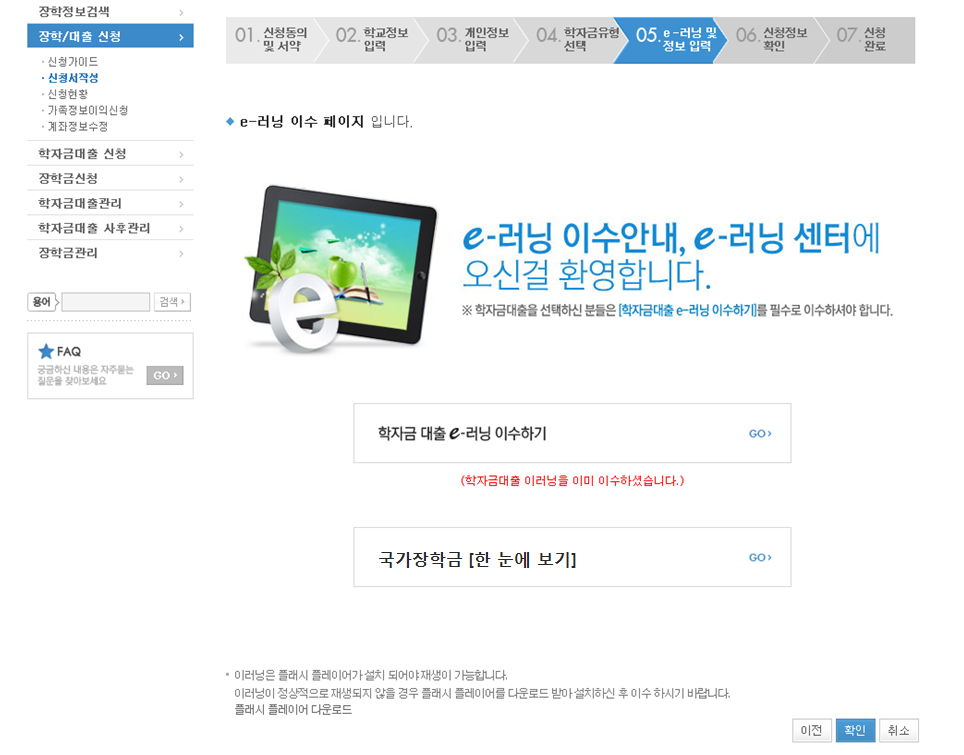 장학정보검색
장학/대출 신청
· 신청가이드
· 신청서작성
· 신청현황
· 가족정보이의신청
· 계좌정보수정
학자금대출 신청
장학금신청
학자금대출관리
학자금대출 사후관리
장학금관리
용어 검색 ›
FAQ
궁금하신 내용은 자주묻는
질문을 찾아보세요
GO ›
01. 신청동의
및 서약
02. 학교정보
입력
03. 개인정보
입력
04. 학자금유형
선택
05. e-러닝 및
정보 입력
06. 신청정보
확인
07. 신청
완료
e-러닝 이수 페이지 입니다.
e
e-러닝 이수안내, e-러닝 센터에
오신걸 환영합니다.
※ 학자금대출을 선택하신 분들은 [학자금대출 e-러닝 이수하기]를 필수로 이수하셔야 합니다.
학자금 대출 e-러닝 이수하기 GO ›
(학자금대출 이러닝을 이미 이수하셨습니다.)
국가장학금 [한 눈에 보기] GO ›
이러닝은 플래시 플레이어가 설치 되어야 재생이 가능합니다.
이러닝이 정상적으로 재생되지 않을 경우 플래시 플레이어를 다운로드 받아 설치하신 후 이수 하시기 바랍니다.
플래시 플레이어 다운로드
이전 확인 취소